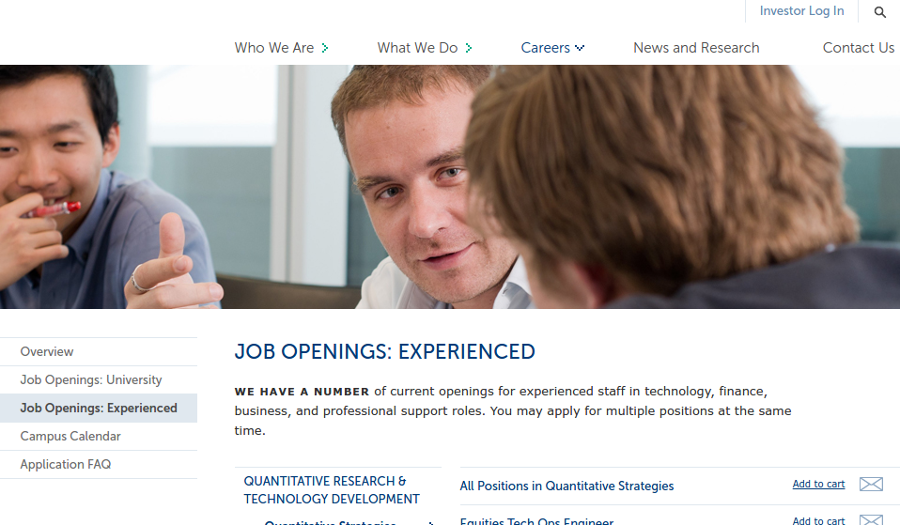 Investor Log In
Who We Are
What We Do
Careers
News and Research
Contact Us
Overview
Job Openings: University
Job Openings: Experienced
Campus Calendar
Application FAQ
JOB OPENINGS: EXPERIENCED
WE HAVE A NUMBER of current openings for experienced staff in technology, finance,
business, and professional support roles. You may apply for multiple positions at the same
time.
QUANTITATIVE RESEARCH &
TECHNOLOGY DEVELOPMENT
Quantitative Strategies
All Positions in Quantitative Strategies
Add to cart
Equities Tech Ops Engineer
Add to cart